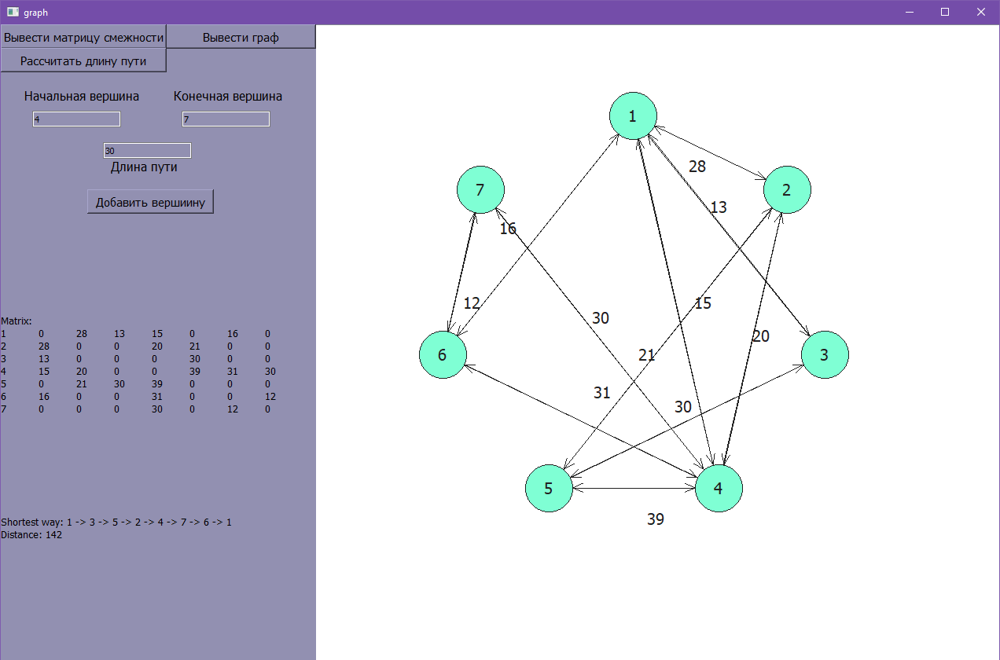 graph
Вывести матрицу смежности Вывести граф
Рассчитать длину пути
Начальная вершина Конечная вершина
4 7
30
Длина пути
Добавить вершиину
Matrix:
1 0 28 13 15 0 16 0
2 28 0 0 20 21 0 0
3 13 0 0 0 30 0 0
4 15 20 0 0 39 31 30
5 0 21 30 39 0 0 0
6 16 0 0 31 0 0 12
7 0 0 0 30 0 12 0
Shortest way: 1 -> 3 -> 5 -> 2 -> 4 -> 7 -> 6 -> 1
Distance: 142
1
28
7 2
13
16
12 15
30
20
21
6 3
31
30
5 4
39